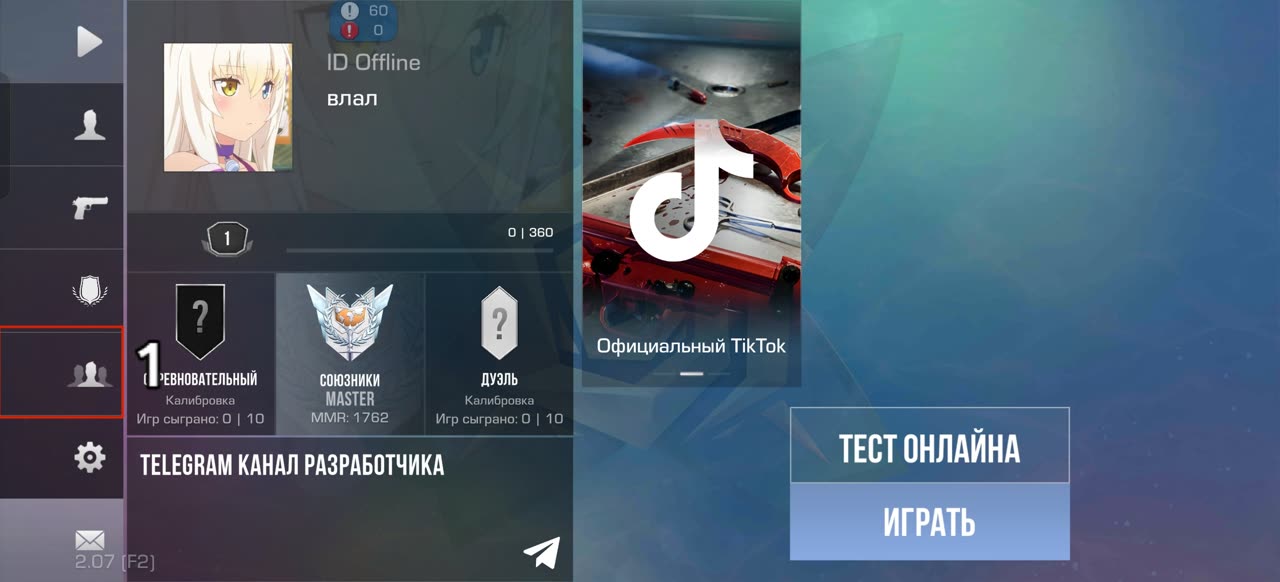 60
0
ID Offline
влал
1
0 | 360
?
?
1
РЕВНОВАТЕЛЬНЫЙ
Калибровка
Игр сыграно: 0 | 10
СОЮЗНИКИ
MASTER
MMR: 1762
ДУЭЛЬ
Калибровка
Игр сыграно: 0 | 10
Официальный TikTok
TELEGRAM КАНАЛ РАЗРАБОТЧИКА
ТЕСТ ОНЛАЙНА
ИГРАТЬ
2.07 (F2)